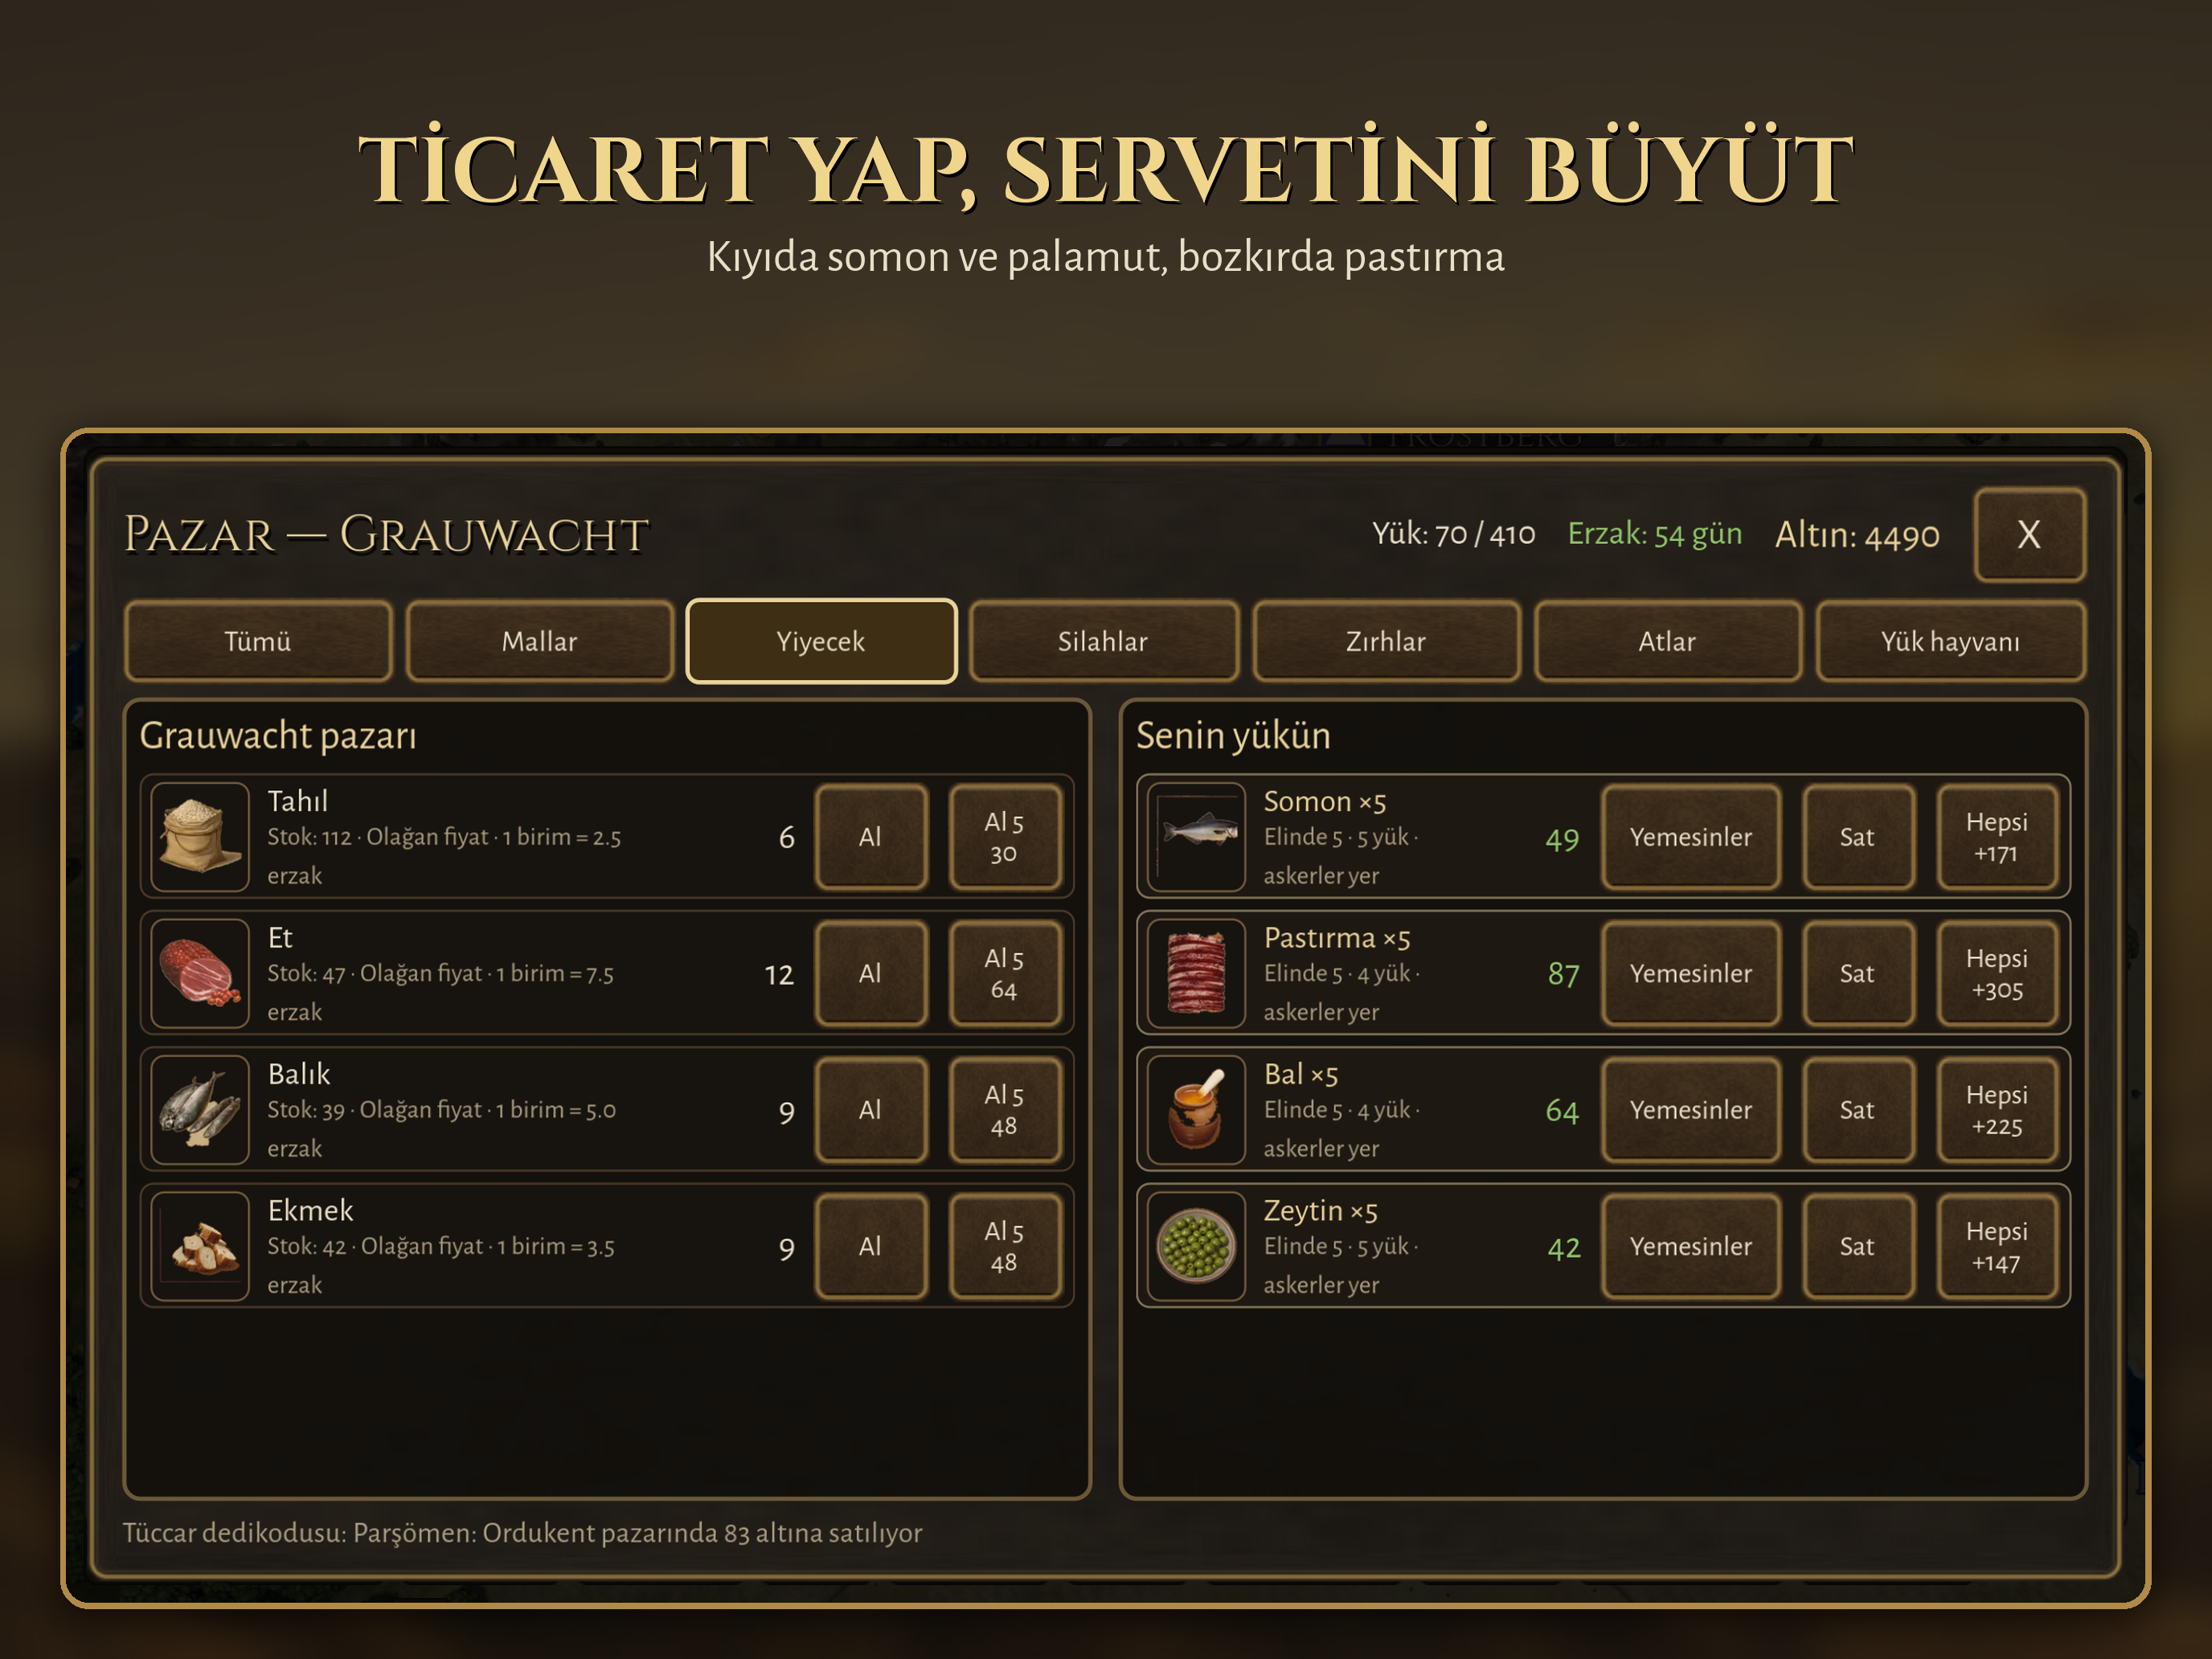 TİCARET YAP, SERVETİNİ BÜYÜT
Kıyıda somon ve palamut, bozkırda pastırma
FROSTBERG
PAZAR — GRAUWACHT
Yük: 70 / 410
Erzak: 54 gün
Altın: 4490
X
Tümü
Mallar
Yiyecek
Silahlar
Zırhlar
Atlar
Yük hayvanı
Grauwacht pazarı
Tahıl
Stok: 112 · Olağan fiyat · 1 birim = 2.5
erzak
6
Al
Al 5
30
Et
Stok: 47 · Olağan fiyat · 1 birim = 7.5
erzak
12
Al
Al 5
64
Balık
Stok: 39 · Olağan fiyat · 1 birim = 5.0
erzak
9
Al
Al 5
48
Ekmek
Stok: 42 · Olağan fiyat · 1 birim = 3.5
erzak
9
Al
Al 5
48
Senin yükün
Somon ×5
Elinde 5 · 5 yük ·
askerler yer
49
Yemesinler
Sat
Hepsi
+171
Pastırma ×5
Elinde 5 · 4 yük ·
askerler yer
87
Yemesinler
Sat
Hepsi
+305
Bal ×5
Elinde 5 · 4 yük ·
askerler yer
64
Yemesinler
Sat
Hepsi
+225
Zeytin ×5
Elinde 5 · 5 yük ·
askerler yer
42
Yemesinler
Sat
Hepsi
+147
Tüccar dedikodusu: Parşömen: Ordukent pazarında 83 altına satılıyor